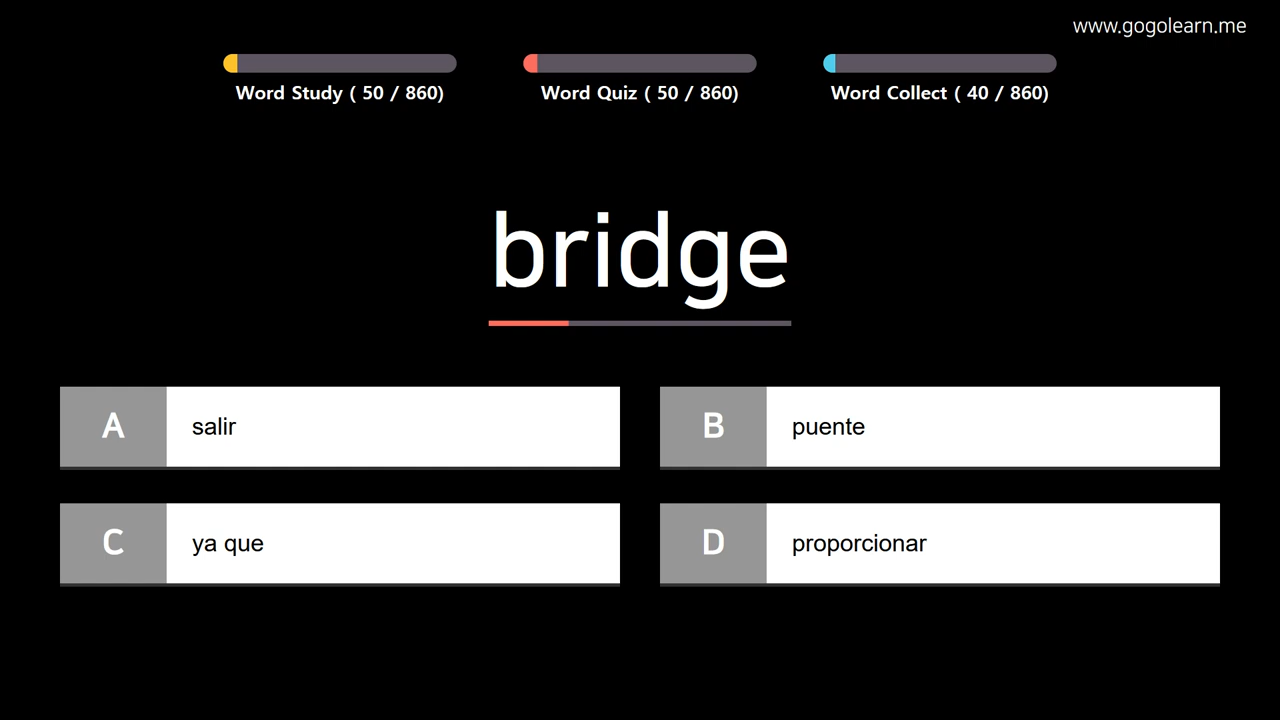 www.gogolearn.me
Word Study ( 50 / 860)
Word Quiz ( 50 / 860)
Word Collect ( 40 / 860)
bridge
A
salir
B
puente
C
ya que
D
proporcionar